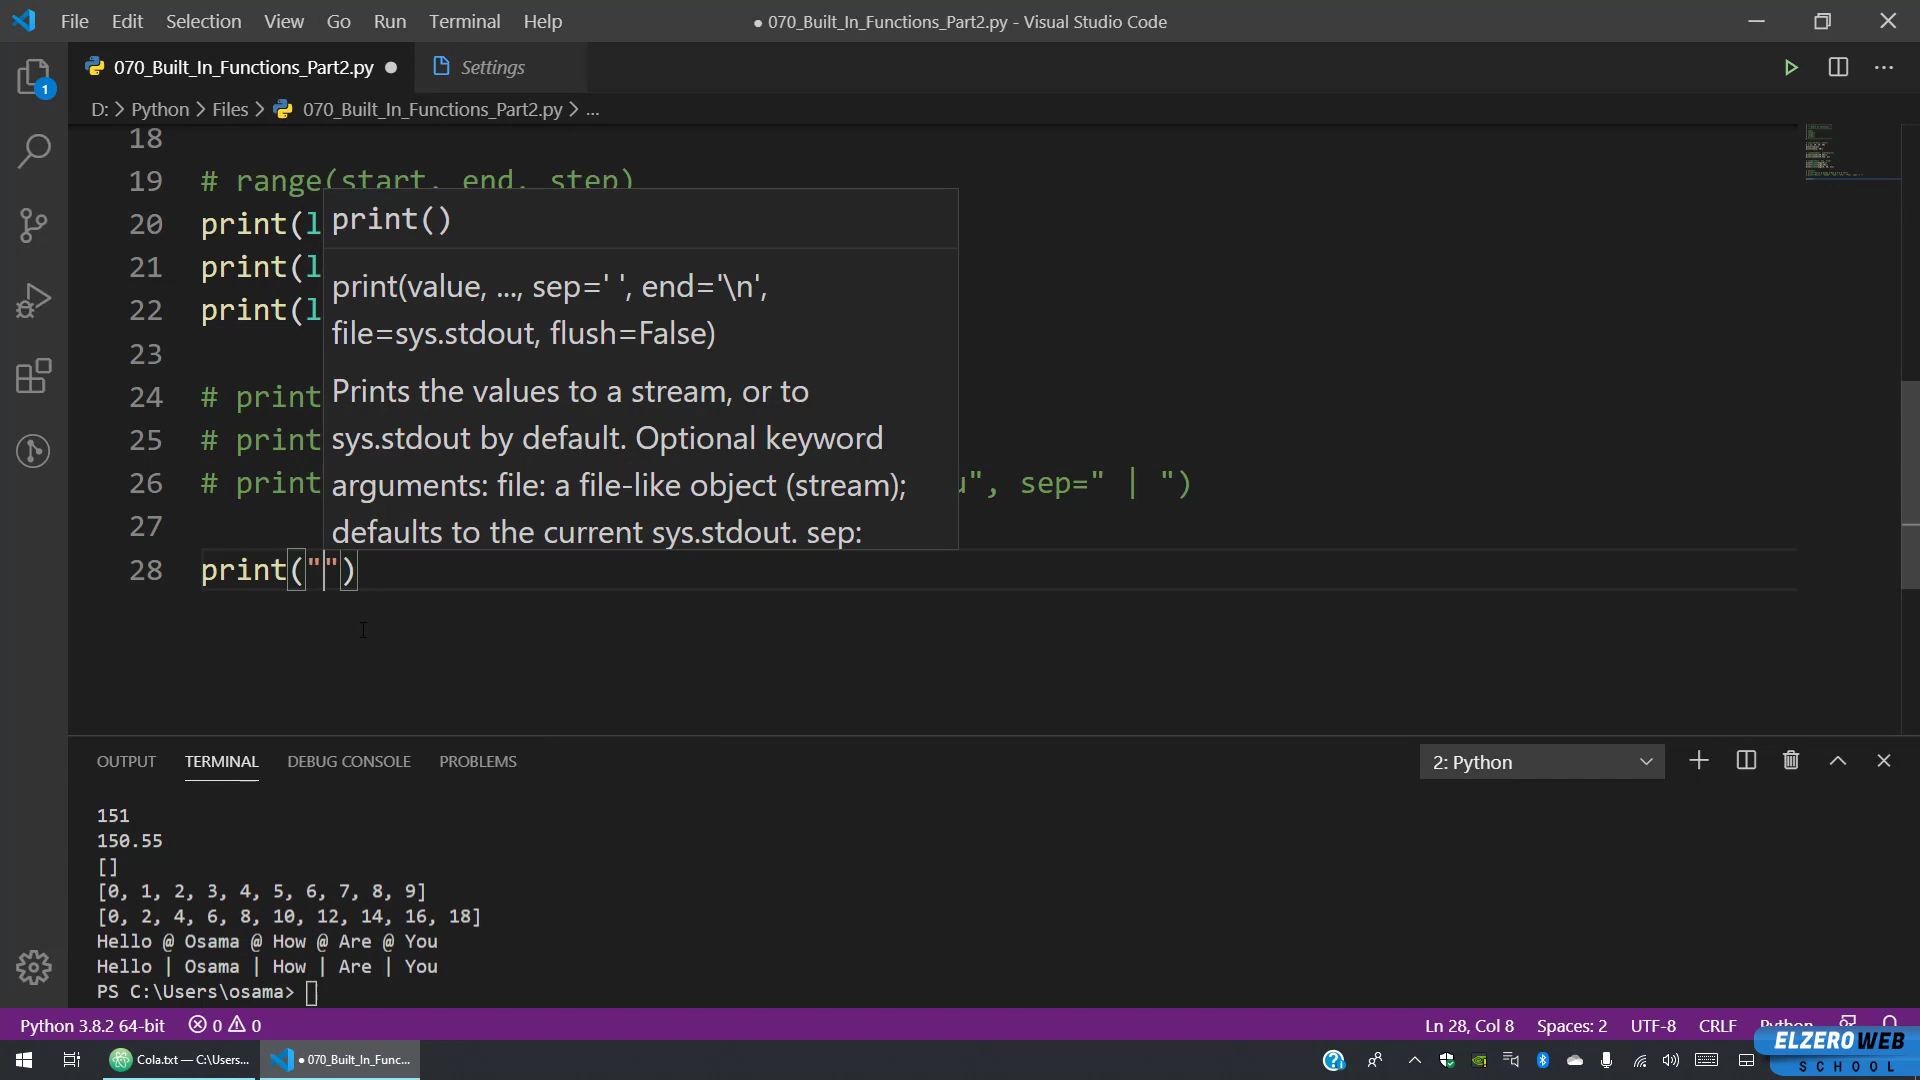 File Edit Selection View Go Run Terminal Help
● 070_Built_In_Functions_Part2.py - Visual Studio Code
070_Built_In_Functions_Part2.py ●
Settings
D: > Python > Files > 070_Built_In_Functions_Part2.py > ...
1
18
19 # range(start, end, step)
20 print(l
21 print(l
22 print(l
23
24 # print
25 # print
26 # print u", sep=" | ")
27
28 print("")
print()
print(value, ..., sep=' ', end='\n',
file=sys.stdout, flush=False)
Prints the values to a stream, or to
sys.stdout by default. Optional keyword
arguments: file: a file-like object (stream);
defaults to the current sys.stdout. sep:
OUTPUT TERMINAL DEBUG CONSOLE PROBLEMS
2: Python
151
150.55
[]
[0, 1, 2, 3, 4, 5, 6, 7, 8, 9]
[0, 2, 4, 6, 8, 10, 12, 14, 16, 18]
Hello @ Osama @ How @ Are @ You
Hello | Osama | How | Are | You
PS C:\Users\osama>
Python 3.8.2 64-bit 0 0
Ln 28, Col 8 Spaces: 2 UTF-8 CRLF Python
Cola.txt — C:\Users...
● 070_Built_In_Func...
ELZEROWEB
SCHOOL